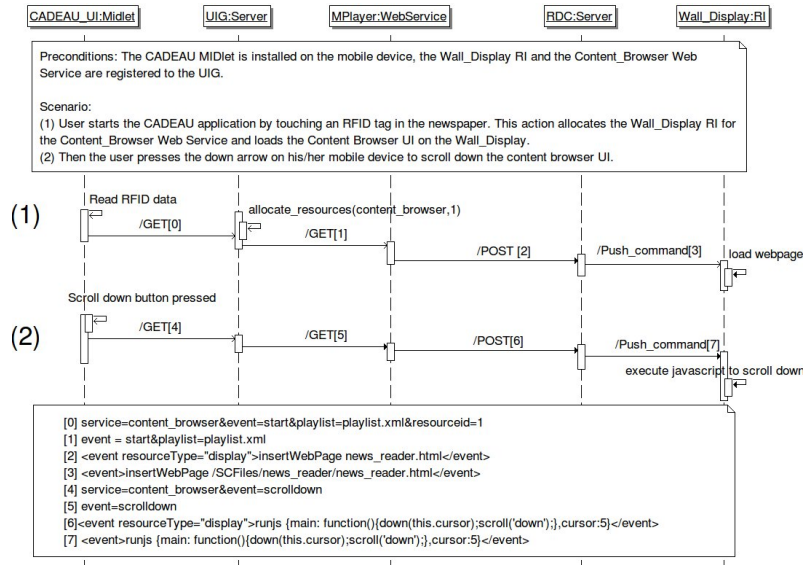 CADEAU_UI:Midlet UIG:Server MPlayer:WebService RDC:Server Wall_Display:RI
Preconditions: The CADEAU MIDlet is installed on the mobile device, the Wall_Display RI and the Content_Browser Web
Service are registered to the UIG.
Scenario:
(1) User starts the CADEAU application by touching an RFID tag in the newspaper. This action allocates the Wall_Display RI for
the Content_Browser Web Service and loads the Content Browser UI on the Wall_Display.
(2) Then the user presses the down arrow on his/her mobile device to scroll down the content browser UI.
(1)
Read RFID data
allocate_resources(content_browser,1)
/GET[0]
/GET[1]
/POST [2]
/Push_command[3]
load webpage
Scroll down button pressed
(2)
/GET[4]
/GET[5]
/POST[6]
/Push_command[7]
execute javascript to scroll down
[0] service=content_browser&event=start&playlist=playlist.xml&resourceid=1
[1] event = start&playlist=playlist.xml
[2] <event resourceType="display">insertWebPage news_reader.html</event>
[3] <event>insertWebPage /SCFiles/news_reader/news_reader.html</event>
[4] service=content_browser&event=scrolldown
[5] event=scrolldown
[6]<event resourceType="display">runjs {main: function(){down(this.cursor);scroll('down');},cursor:5}</event>
[7] <event>runjs {main: function(){down(this.cursor);scroll('down');},cursor:5}</event>